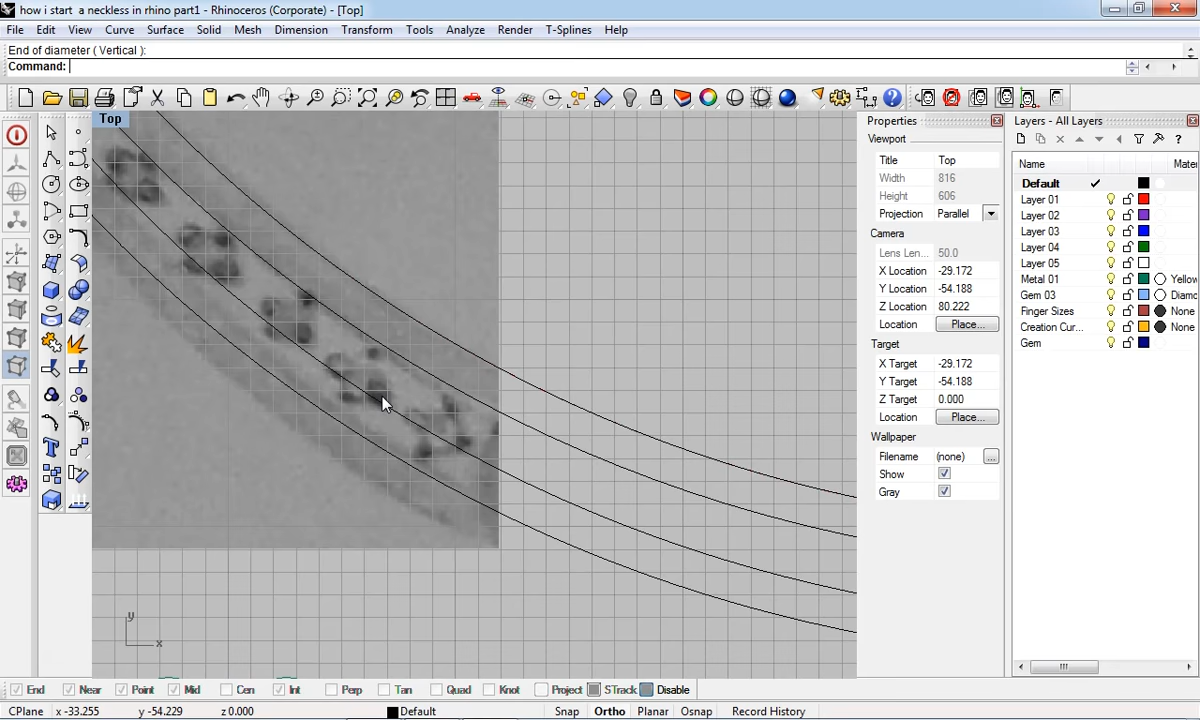 how i start  a neckless in rhino part1 - Rhinoceros (Corporate) - [Top]
File Edit View Curve Surface Solid Mesh Dimension Transform Tools Analyze Render T-Splines Help
End of diameter ( Vertical ):
Command:
Top
Properties
Viewport
Title Top
Width 816
Height 606
Projection Parallel
Camera
Lens Len... 50.0
X Location -29.172
Y Location -54.188
Z Location 80.222
Location Place...
Target
X Target -29.172
Y Target -54.188
Z Target 0.000
Location Place...
Wallpaper
Filename (none) ...
Show
Gray
Layers - All Layers
Name Mater
Default
Layer 01
Layer 02
Layer 03
Layer 04
Layer 05
Metal 01 Yellow
Gem 03 Diamo
Finger Sizes None
Creation Cur... None
Gem
y
x
End Near Point Mid Cen Int Perp Tan Quad Knot Project STrack Disable
CPlane x -33.255 y -54.229 z 0.000 Default Snap Ortho Planar Osnap Record History